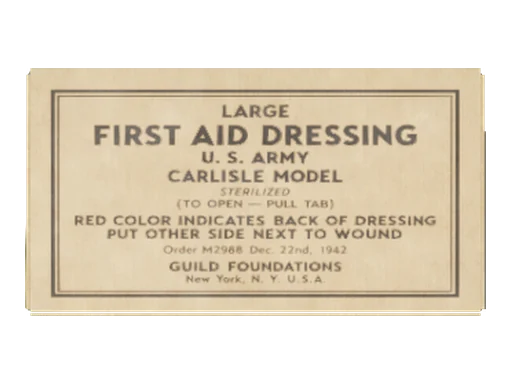 LARGE
FIRST AID DRESSING
U. S. ARMY
CARLISLE MODEL
STERILIZED
(TO OPEN — PULL TAB)
RED COLOR INDICATES BACK OF DRESSING
PUT OTHER SIDE NEXT TO WOUND
Order M2988 Dec. 22nd, 1942
GUILD FOUNDATIONS
New York, N. Y. U.S.A.